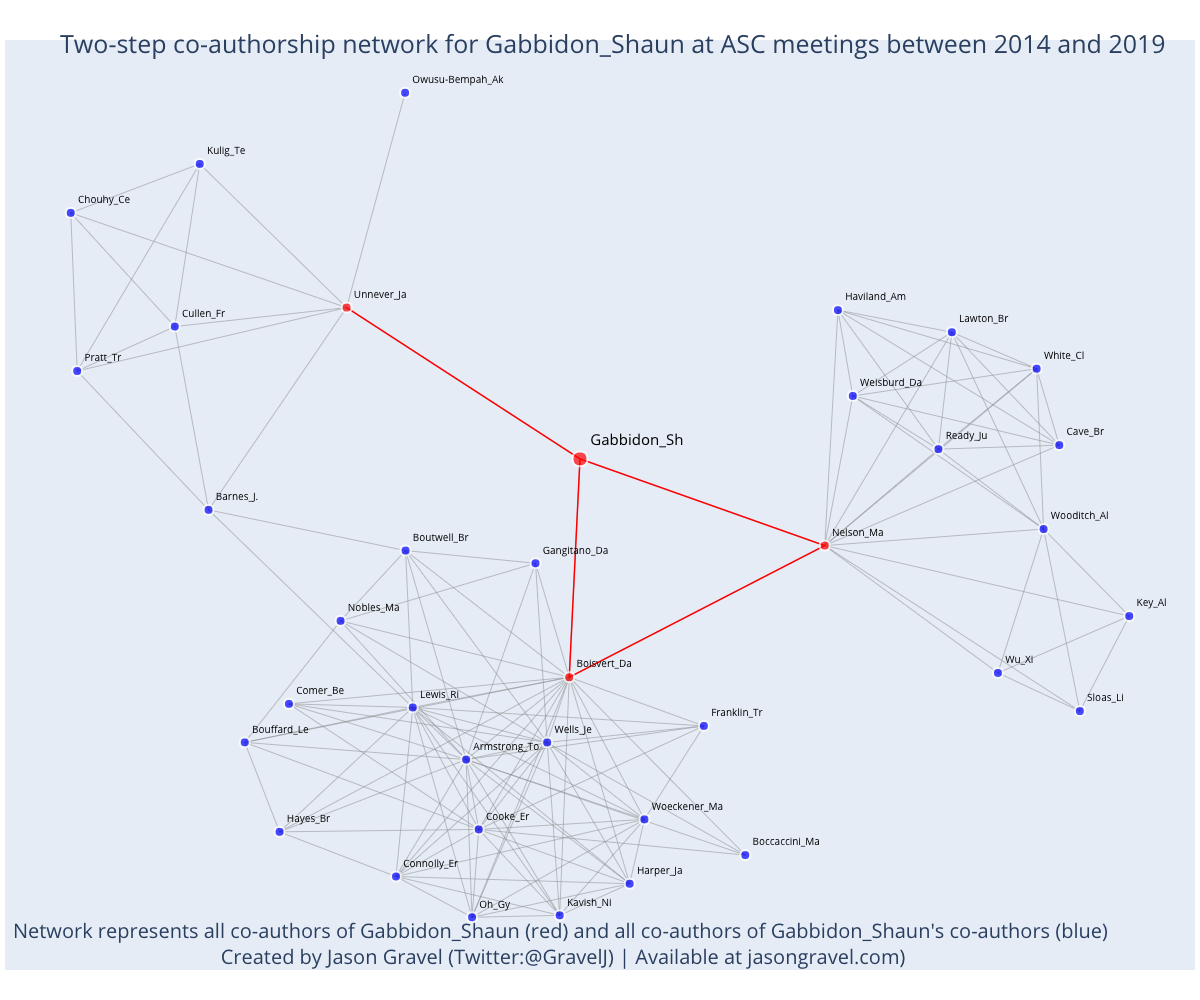 Two-step co-authorship network for Gabbidon_Shaun at ASC meetings between 2014 and 2019
Owusu-Bempah_Ak
Kulig_Te
Chouhy_Ce
Unnever_Ja
Haviland_Am
Cullen_Fr
Lawton_Br
Pratt_Tr
White_Cl
Weisburd_Da
Gabbidon_Sh
Ready_Ju
Cave_Br
Barnes_J.
Wooditch_Al
Nelson_Ma
Boutwell_Br
Gangitano_Da
Nobles_Ma
Key_Al
Boisvert_Da
Wu_Xi
Comer_Be
Lewis_Ri
Sloas_Li
Franklin_Tr
Bouffard_Le
Wells_Je
Armstrong_To
Woeckener_Ma
Hayes_Br
Cooke_Er
Boccaccini_Ma
Connolly_Er
Harper_Ja
Oh_Gy
Kavish_Ni
Network represents all co-authors of Gabbidon_Shaun (red) and all co-authors of Gabbidon_Shaun's co-authors (blue)
Created by Jason Gravel (Twitter:@GravelJ) | Available at jasongravel.com)